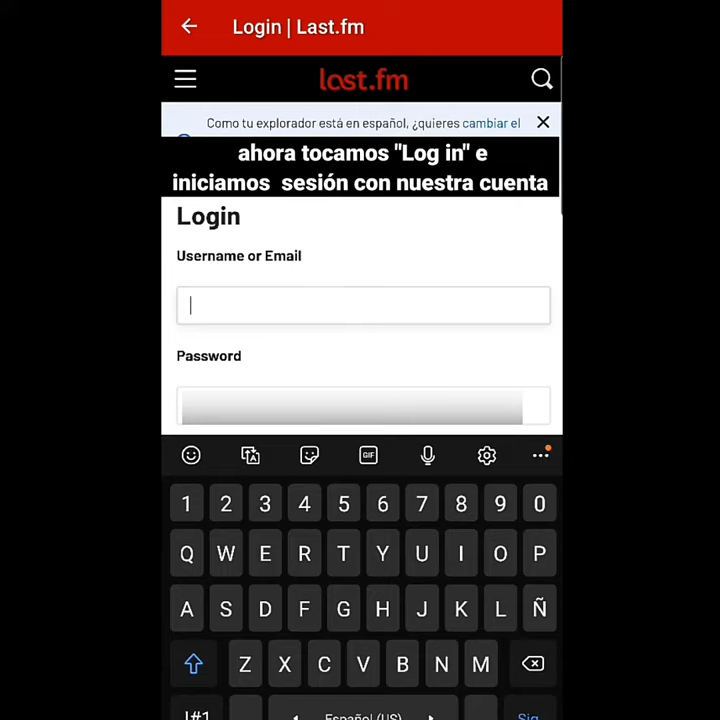 Login | Last.fm
last.fm
Como tu explorador está en español, ¿quieres cambiar el
ahora tocamos "Log in" e
iniciamos sesión con nuestra cuenta
Login
Username or Email
Password
GIF
1 2 3 4 5 6 7 8 9 0
Q W E R T Y U I O P
A S D F G H J K L Ñ
Z X C V B N M
!#1 Español (US) Sig.